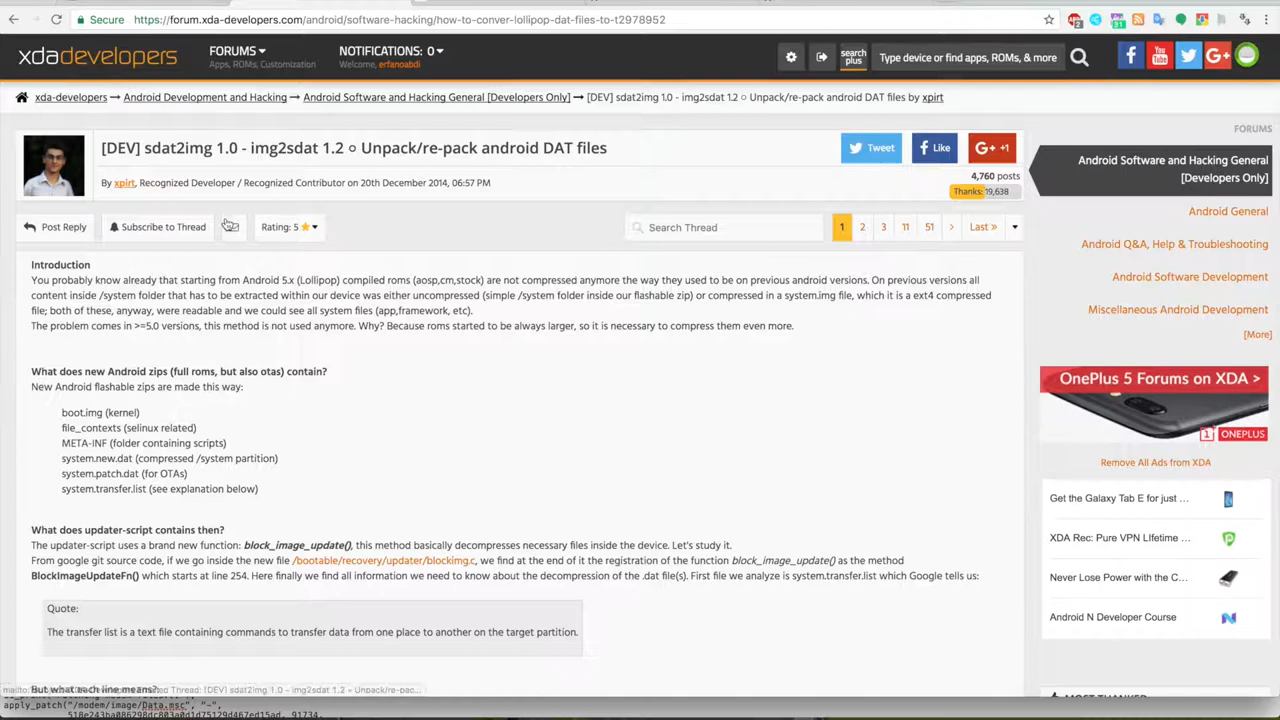 Secure
https://forum.xda-developers.com/android/software-hacking/how-to-conver-lollipop-dat-files-to-t2978952
xdadevelopers
FORUMS
Apps, ROMs, Customization
NOTIFICATIONS: 0
Welcome, erfanoabdi
search
plus
Type device or find apps, ROMs, & more
xda-developers → Android Development and Hacking → Android Software and Hacking General [Developers Only] → [DEV] sdat2img 1.0 - img2sdat 1.2 ○ Unpack/re-pack android DAT files by xpirt
[DEV] sdat2img 1.0 - img2sdat 1.2 ○ Unpack/re-pack android DAT files
Tweet
Like
G+ +1
By xpirt, Recognized Developer / Recognized Contributor on 20th December 2014, 06:57 PM
4,760 posts
Thanks: 19,638
Post Reply
Subscribe to Thread
Rating: 5
Search Thread
1 2 3 11 51 > Last »
Introduction
You probably know already that starting from Android 5.x (Lollipop) compiled roms (aosp,cm,stock) are not compressed anymore the way they used to be on previous android versions. On previous versions all
content inside /system folder that has to be extracted within our device was either uncompressed (simple /system folder inside our flashable zip) or compressed in a system.img file, which it is a ext4 compressed
file; both of these, anyway, were readable and we could see all system files (app,framework, etc).
The problem comes in >=5.0 versions, this method is not used anymore. Why? Because roms started to be always larger, so it is necessary to compress them even more.
What does new Android zips (full roms, but also otas) contain?
New Android flashable zips are made this way:
boot.img (kernel)
file_contexts (selinux related)
META-INF (folder containing scripts)
system.new.dat (compressed /system partition)
system.patch.dat (for OTAs)
system.transfer.list (see explanation below)
What does updater-script contains then?
The updater-script uses a brand new function: block_image_update(), this method basically decompresses necessary files inside the device. Let's study it.
From google git source code, if we go inside the new file /bootable/recovery/updater/blockimg.c, we find at the end of it the registration of the function block_image_update() as the method
BlockImageUpdateFn() which starts at line 254. Here finally we find all information we need to know about the decompression of the .dat file(s). First file we analyze is system.transfer.list which Google tells us:
Quote:
The transfer list is a text file containing commands to transfer data from one place to another on the target partition.
But what each line means?
apply_patch("/modem/image/Data.msc", "-",
518e243ba086298dc803a0d1d75129d467ed15ad, 91734,
FORUMS
Android Software and Hacking General
[Developers Only]
Android General
Android Q&A, Help & Troubleshooting
Android Software Development
Miscellaneous Android Development
[More]
OnePlus 5 Forums on XDA >
ONEPLUS
Remove All Ads from XDA
Get the Galaxy Tab E for just ...
XDA Rec: Pure VPN LIfetime ...
Never Lose Power with the C...
Android N Developer Course
MOST THANKED